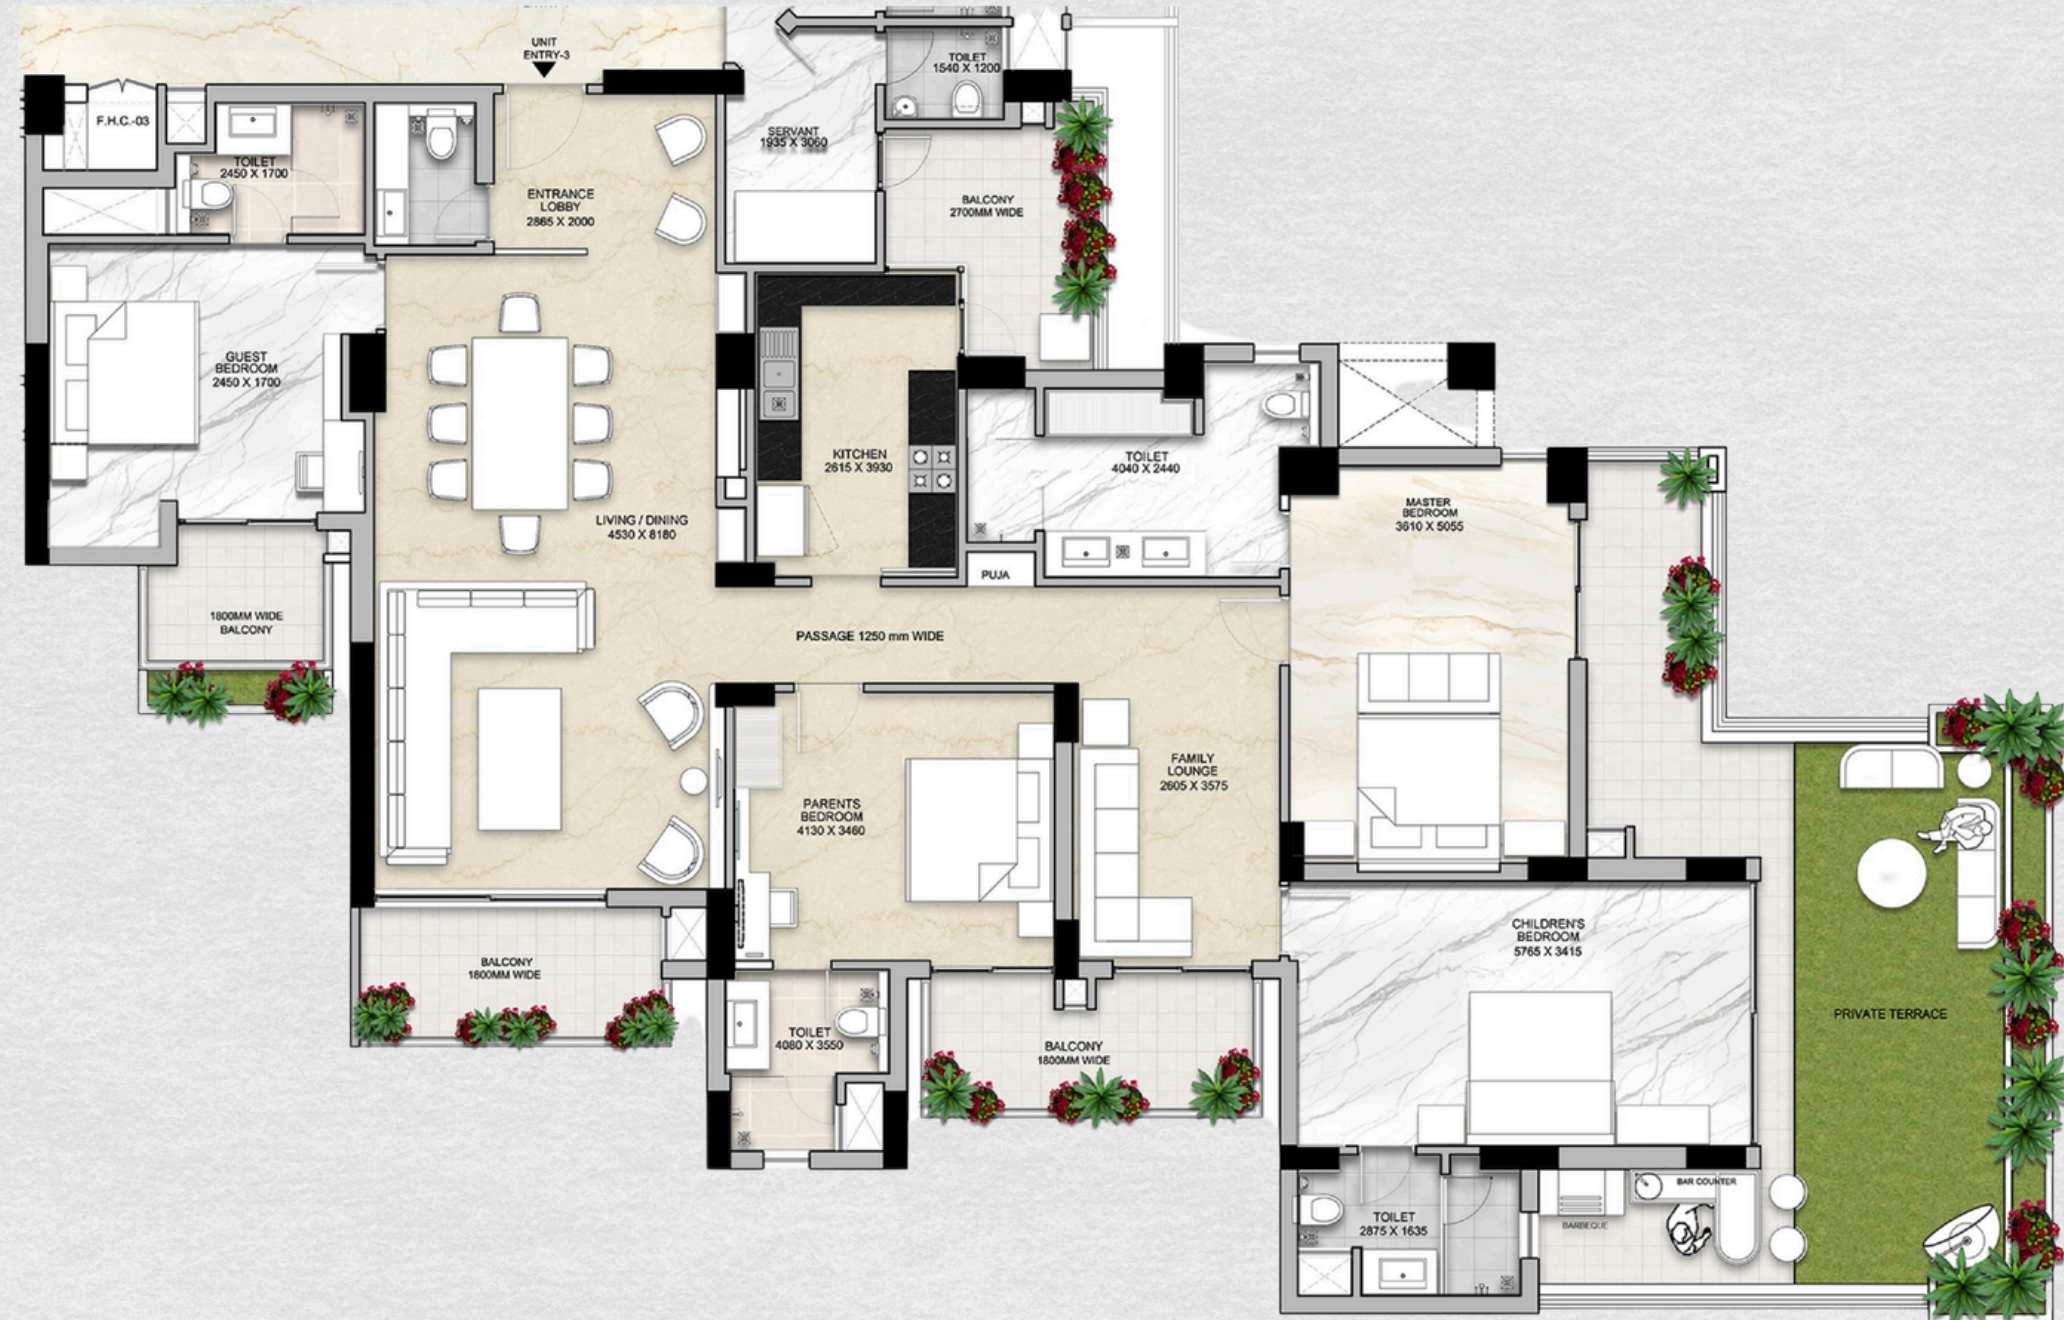 UNIT
ENTRY-3
TOILET
1540 X 1200
F.H.C.-03
SERVANT
1935 X 3060
TOILET
2450 X 1700
ENTRANCE
LOBBY
2865 X 2000
BALCONY
2700MM WIDE
GUEST
BEDROOM
2450 X 1700
KITCHEN
2615 X 3930
TOILET
4040 X 2440
MASTER
BEDROOM
3610 X 5055
LIVING / DINING
4530 X 8180
PUJA
1800MM WIDE
BALCONY
PASSAGE 1250 mm WIDE
FAMILY
LOUNGE
2605 X 3575
PARENTS
BEDROOM
4130 X 3460
CHILDREN'S
BEDROOM
5765 X 3415
BALCONY
1800MM WIDE
PRIVATE TERRACE
TOILET
4080 X 3550
BALCONY
1800MM WIDE
BAR COUNTER
TOILET
2875 X 1635
BARBEQUE